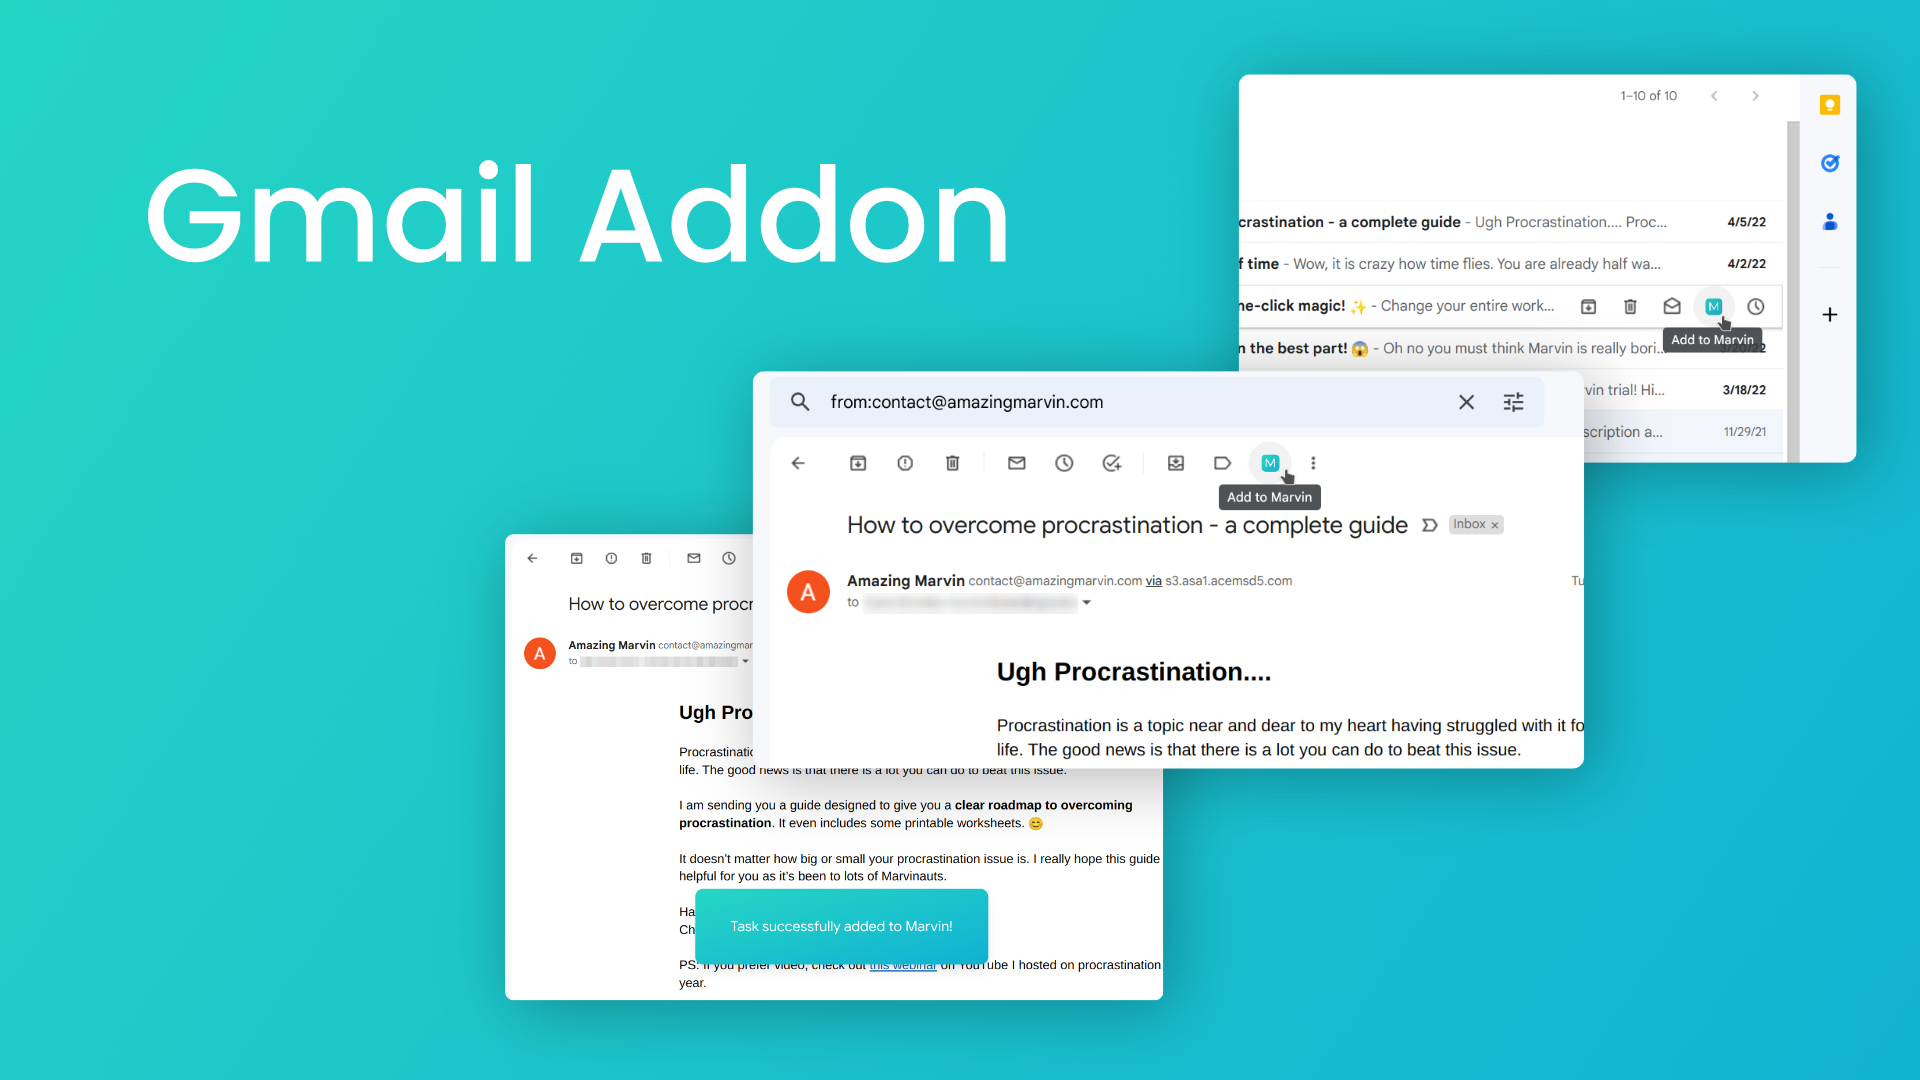 Gmail Addon
1–10 of 10
crastination - a complete guide - Ugh Procrastination.... Proc... 4/5/22
f time - Wow, it is crazy how time flies. You are already half wa... 4/2/22
ne-click magic! ✨ - Change your entire work... M
Add to Marvin
n the best part! 😱 - Oh no you must think Marvin is really bori...
vin trial! Hi... 3/18/22
scription a... 11/29/21
from:contact@amazingmarvin.com
M
Add to Marvin
How to overcome procrastination - a complete guide Inbox ×
A Amazing Marvin contact@amazingmarvin.com via s3.asa1.acemsd5.com Tu
to
Ugh Procrastination....
Procrastination is a topic near and dear to my heart having struggled with it fo
life. The good news is that there is a lot you can do to beat this issue.
How to overcome procr
A Amazing Marvin contact@amazingmar
to
Ugh Pro
Procrastinatio
life. The good news is that there is a lot you can do to beat this issue.
I am sending you a guide designed to give you a clear roadmap to overcoming
procrastination. It even includes some printable worksheets. 😊
It doesn't matter how big or small your procrastination issue is. I really hope this guide
helpful for you as it's been to lots of Marvinauts.
Ha
Ch
Task successfully added to Marvin!
PS: If you prefer video, check out this webinar on YouTube I hosted on procrastination
year.